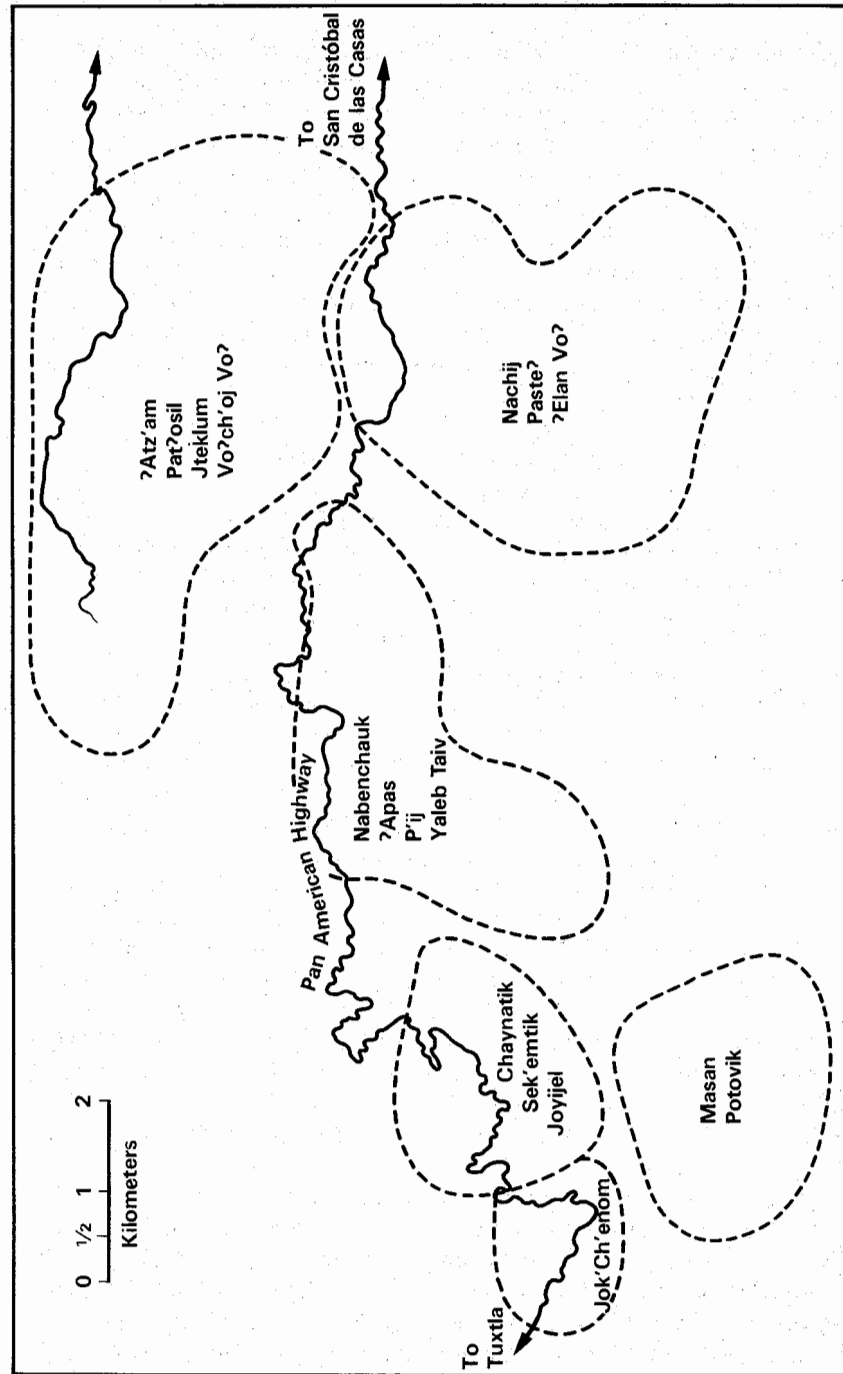 To
San Cristóbal
de las Casas
ʔAtz'am
Patʔosil
Jteklum
Voʔch'oj Voʔ
Nachij
Pasteʔ
ʔElan Voʔ
Pan American Highway
Nabenchauk
ʔApas
P'ij
Yaleb Taiv
Chaynatik
Sek'emtik
Joyijel
Masan
Potovik
Jok'Ch'enom
To
Tuxtla
0 ½ 1 2
Kilometers